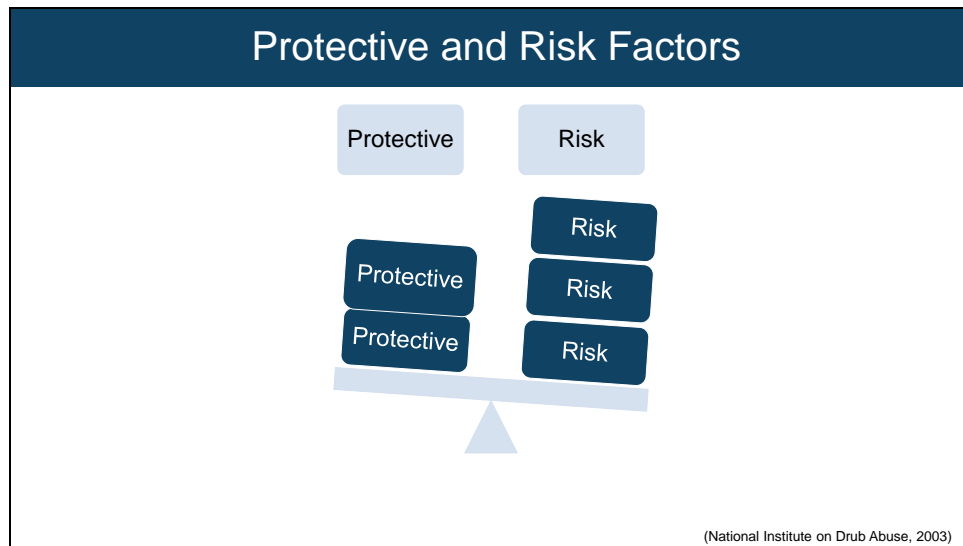 Protective and Risk Factors
Protective
Risk
Risk
Protective
Risk
Protective
Risk
(National Institute on Drub Abuse, 2003)